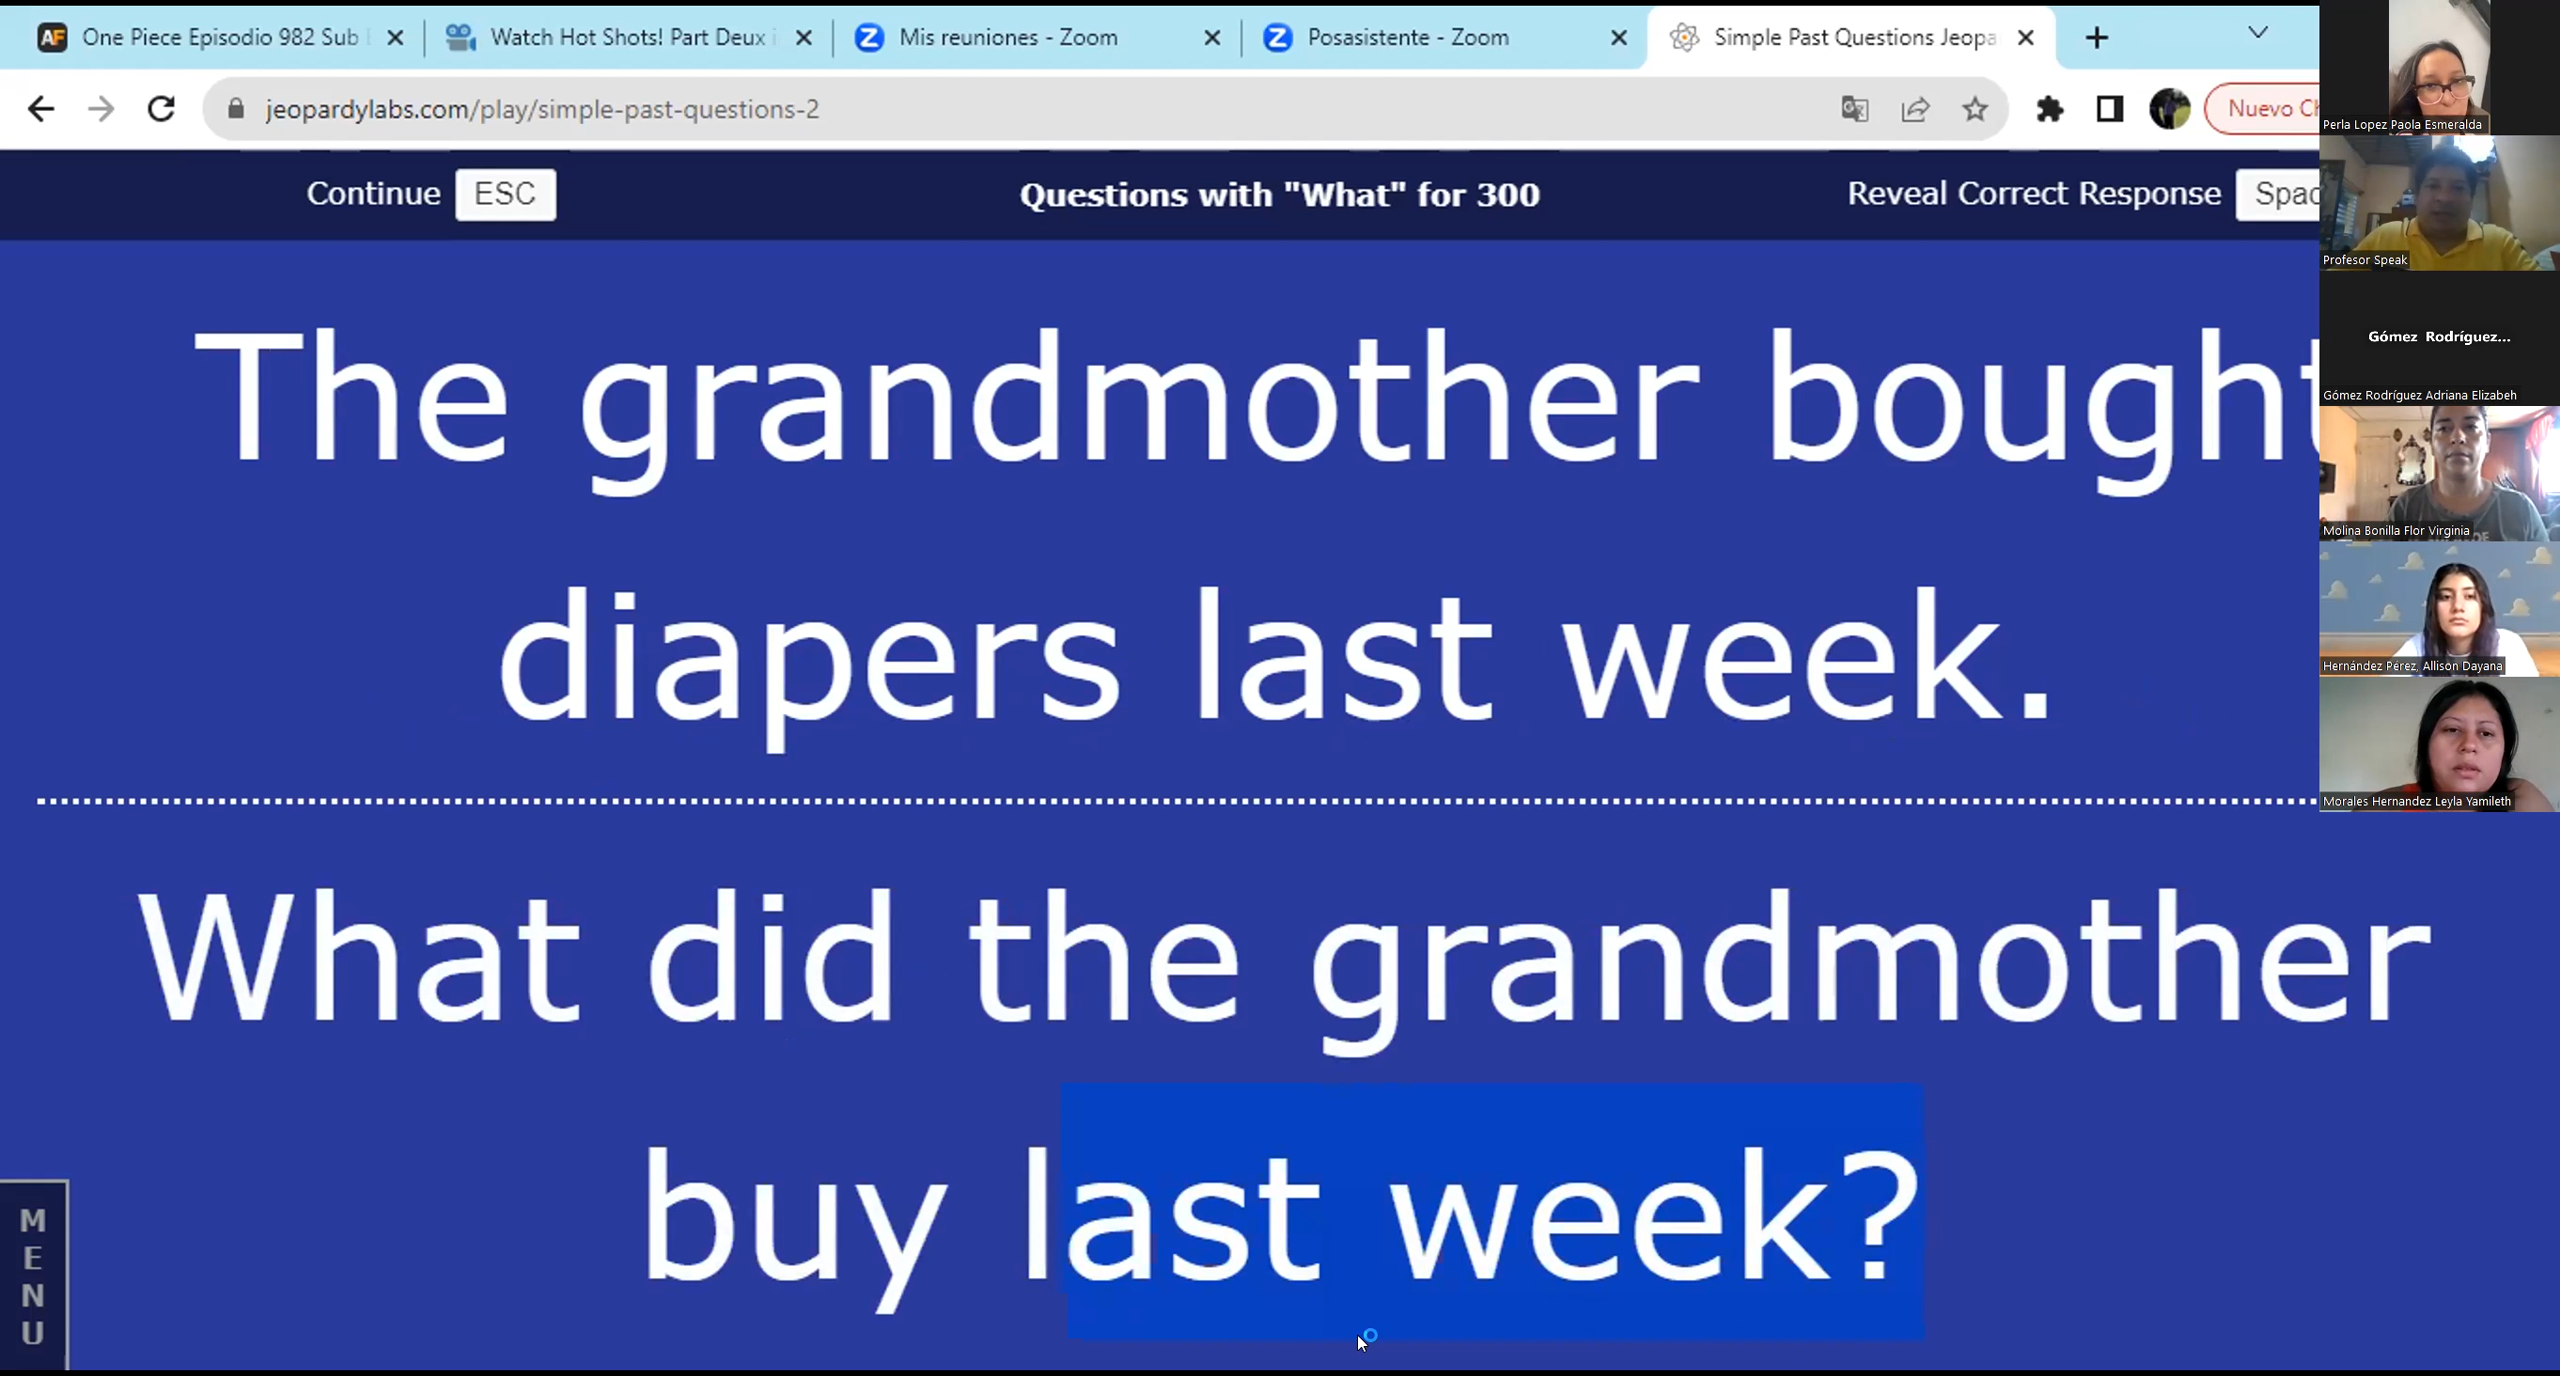 One Piece Episodio 982 Sub
Watch Hot Shots! Part Deux i
Mis reuniones - Zoom
Posasistente - Zoom
Simple Past Questions Jeopa
jeopardylabs.com/play/simple-past-questions-2
Nuevo Ch
Continue ESC
Questions with "What" for 300
Reveal Correct Response Spac
The grandmother bought
diapers last week.
What did the grandmother
buy last week?
MENU
Perla Lopez Paola Esmeralda
Profesor Speak
Gómez Rodríguez...
Gómez Rodríguez Adriana Elizabeh
Molina Bonilla Flor Virginia
Hernández Pérez, Allison Dayana
Morales Hernandez Leyla Yamileth